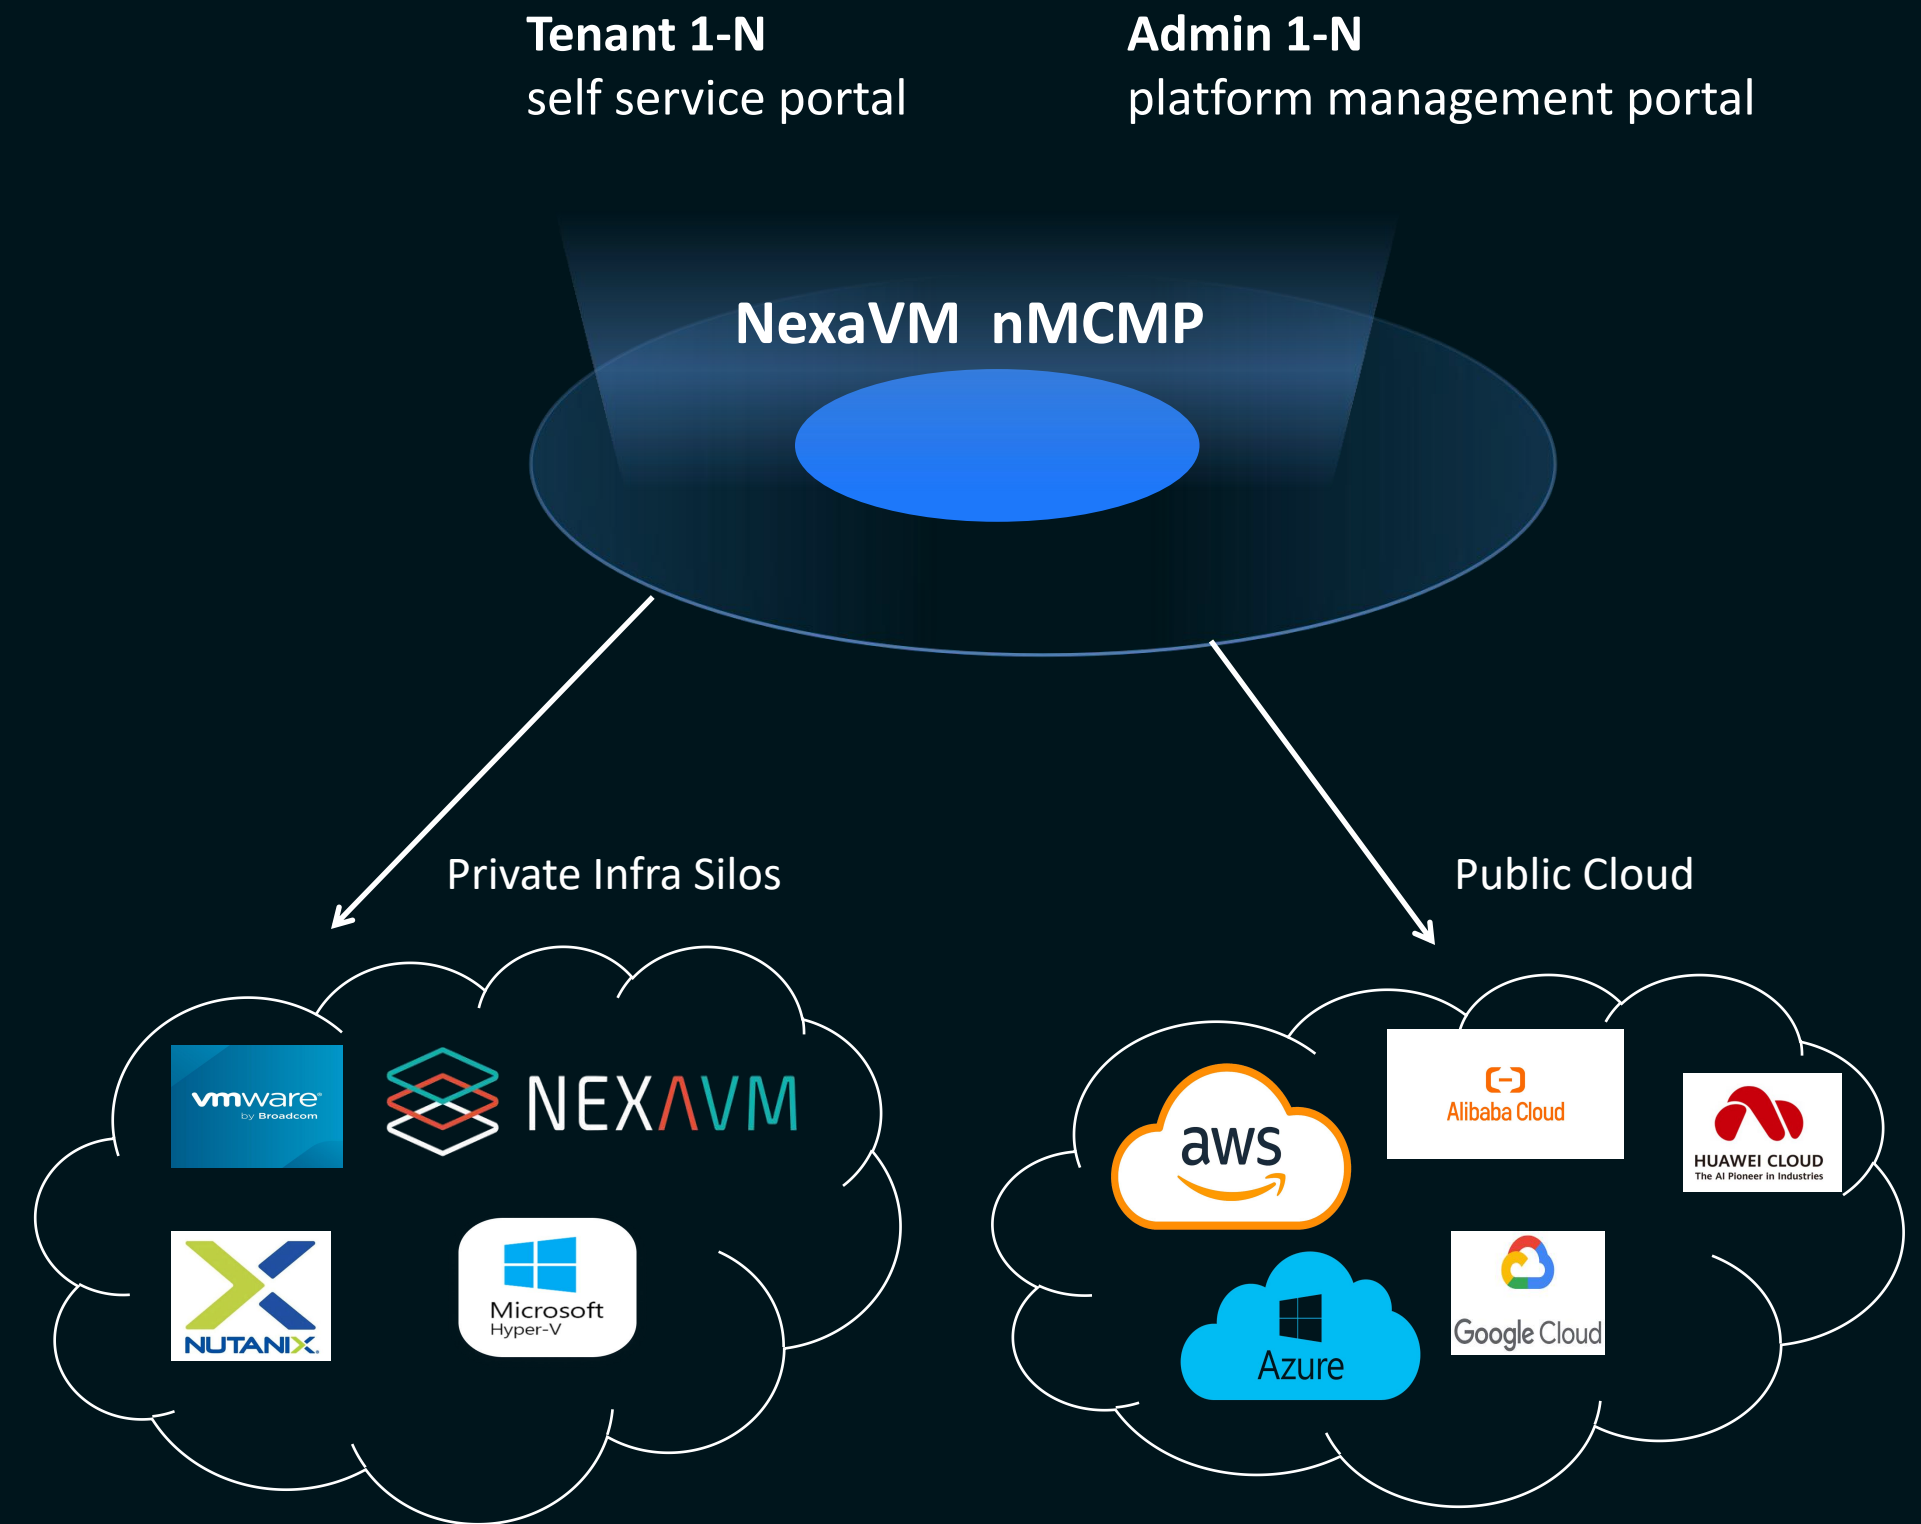 Tenant 1-N
self service portal
Admin 1-N
platform management portal
NexaVM nMCMP
Private Infra Silos
Public Cloud
vmware®
by Broadcom
NEXAVM
NUTANIX.
Microsoft
Hyper-V
aws
Alibaba Cloud
HUAWEI CLOUD
The AI Pioneer in Industries
Azure
Google Cloud